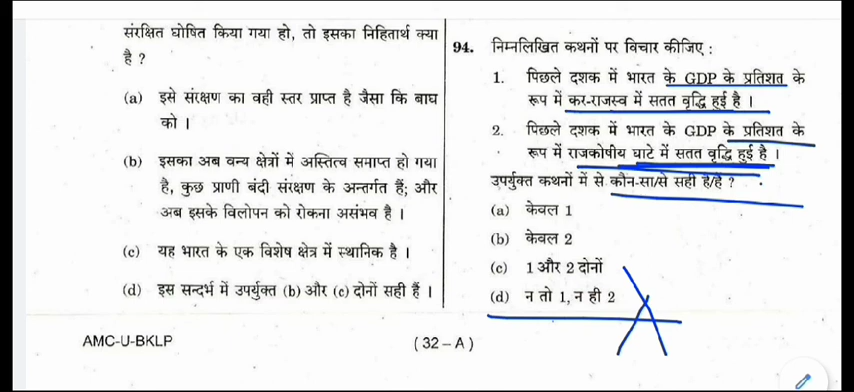 संरक्षित घोषित किया गया हो, तो इसका निहितार्थ क्या
है ?
(a) इसे संरक्षण का वही स्तर प्राप्त है जैसा कि बाघ
को ।
(b) इसका अब वन्य क्षेत्रों में अस्तित्व समाप्त हो गया
है, कुछ प्राणी बंदी संरक्षण के अन्तर्गत हैं; और
अब इसके विलोपन को रोकना असंभव है ।
(c) यह भारत के एक विशेष क्षेत्र में स्थानिक है ।
(d) इस सन्दर्भ में उपर्युक्त (b) और (c) दोनों सही हैं ।
94. निम्नलिखित कथनों पर विचार कीजिए :
1. पिछले दशक में भारत के GDP के प्रतिशत के
रूप में कर-राजस्व में सतत वृद्धि हुई है ।
2. पिछले दशक में भारत के GDP के प्रतिशत के
रूप में राजकोषीय घाटे में सतत वृद्धि हुई है ।
उपर्युक्त कथनों में से कौन-सा/से सही है/हैं ?
(a) केवल 1
(b) केवल 2
(c) 1 और 2 दोनों
(d) न तो 1, न ही 2
AMC-U-BKLP
( 32 – A )